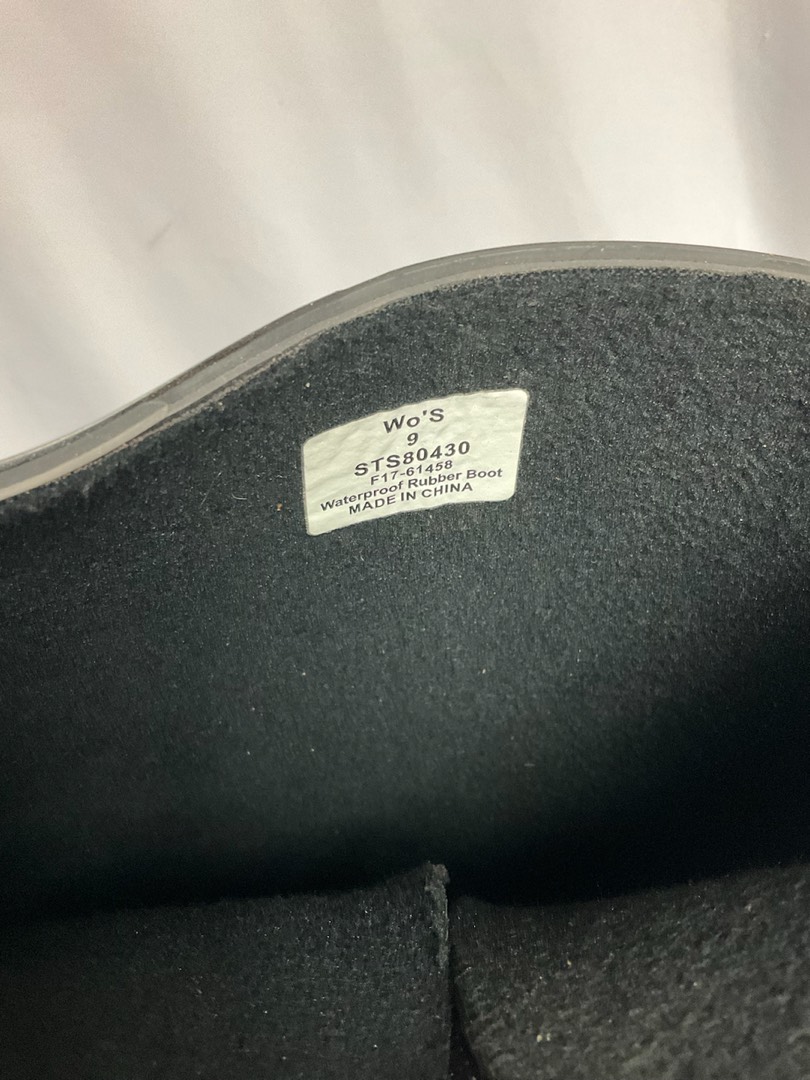 Wo'S
9
STS80430
F17-61458
Waterproof Rubber Boot
MADE IN CHINA